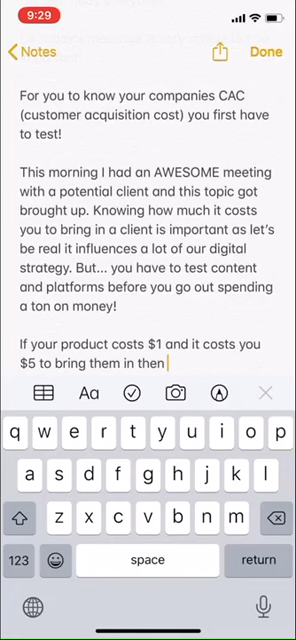 9:29
Notes
Done
For you to know your companies CAC
(customer acquisition cost) you first have
to test!
This morning I had an AWESOME meeting
with a potential client and this topic got
brought up. Knowing how much it costs
you to bring in a client is important as let's
be real it influences a lot of our digital
strategy. But... you have to test content
and platforms before you go out spending
a ton on money!
If your product costs $1 and it costs you
$5 to bring them in then
Aa
q w e r t y u i o p
a s d f g h j k l
z x c v b n m
123 space return